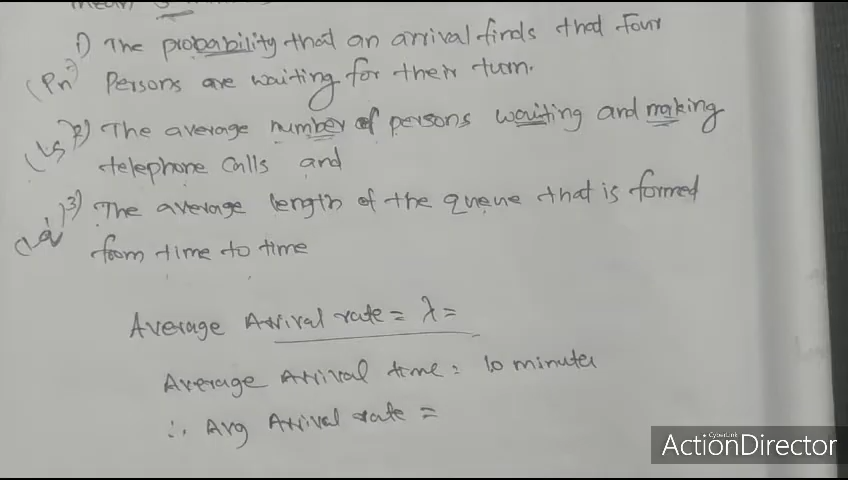 1) The probability that an arrival finds that four
(Pn) Persons are waiting for their turn.
2) The average number of persons waiting and making
(Ls) telephone calls and
3) The average length of the queue that is formed
from time to time
Average Arrival rate = λ =
Average Arrival time = 10 minutes
∴ Avg Arrival rate =
CyberLink
ActionDirector